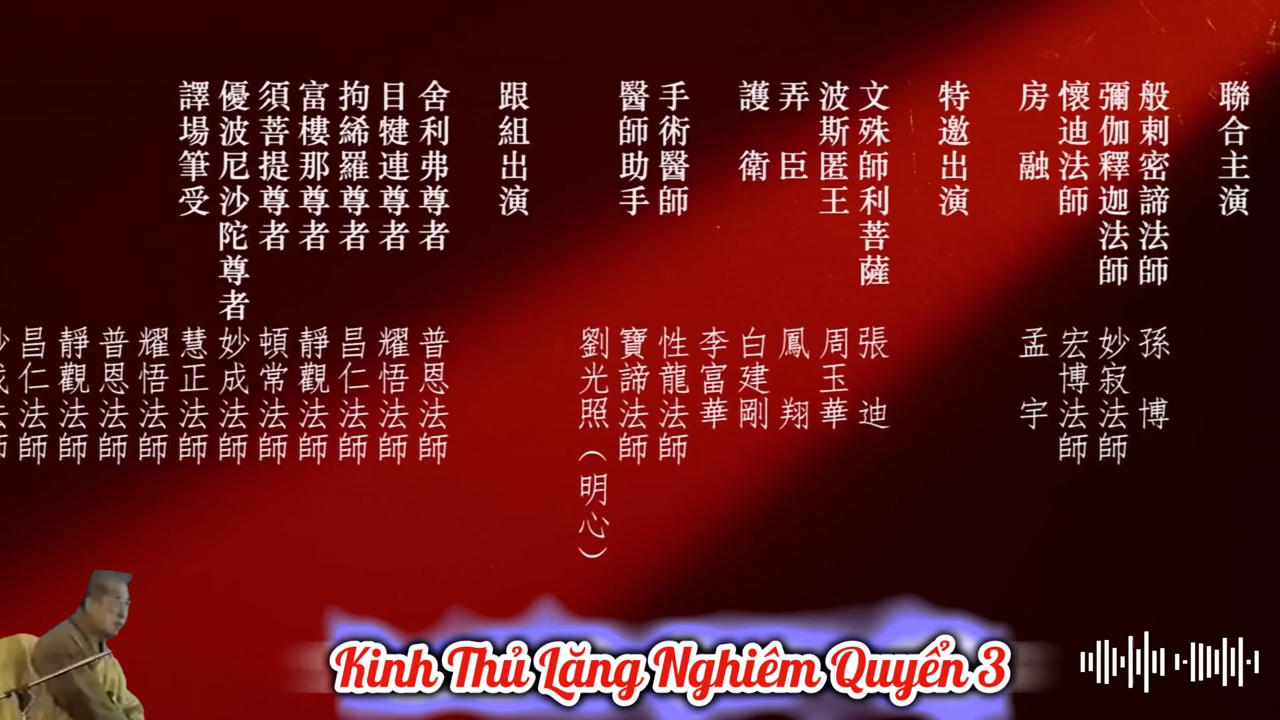 聯合主演
般剌密諦法師 孫博
彌伽釋迦法師 妙寂法師
懷迪法師 宏博法師
房融 孟宇
特邀出演
文殊師利菩薩 張迪
波斯匿王 周玉華
弄臣 鳳翔
護衛 白建剛
李富華
手術醫師 性龍法師
醫師助手 寶諦法師
劉光照（明心）
跟組出演
舍利弗尊者 普恩法師
目犍連尊者 耀悟法師
拘絺羅尊者 昌仁法師
富樓那尊者 靜觀法師
須菩提尊者 頓常法師
優波尼沙陀尊者 妙成法師
譯場筆受 慧正法師
耀悟法師
普恩法師
靜觀法師
昌仁法師
Kinh Thủ Lăng Nghiêm Quyển 3